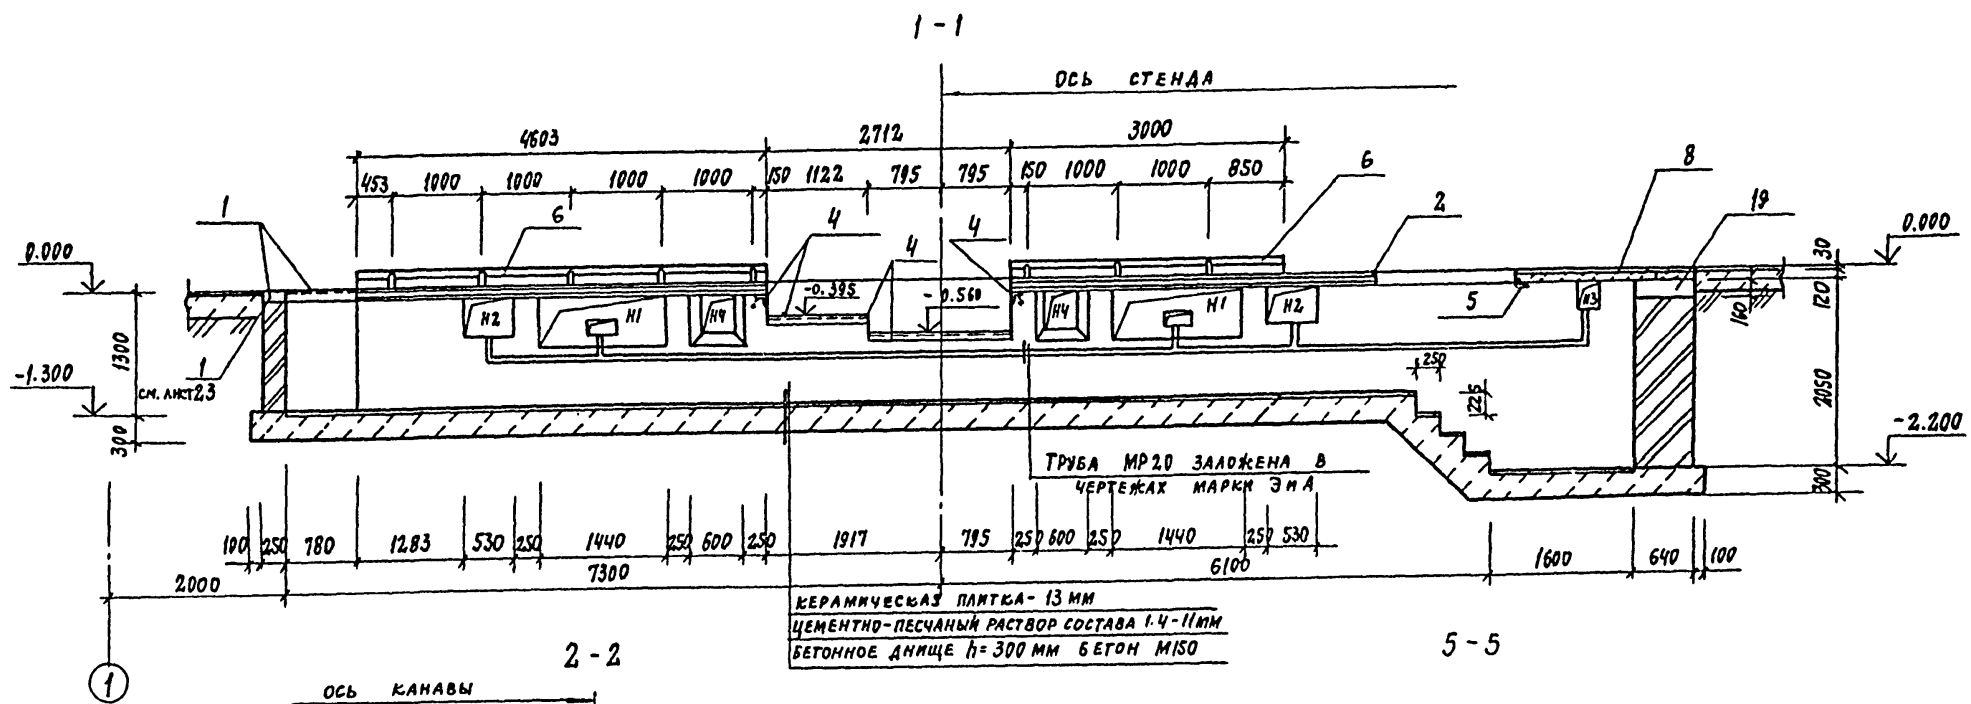 1 - 1
ОСЬ СТЕНДА
4603 2712 3000
453 1000 1000 1000 1000 150 1122 795 795 150 1000 1000 850
6 8
1 6 4 4 4 2 19
0.000 0.000
30
-0.395 -0.560
Н2 Н1 Н4 Н4 Н1 Н2 Н3
5
120
160
1300
1
250
-1.300
см. лист 23
225
2050
300
-2.200
ТРУБА МР20 ЗАЛОЖЕНА В
ЧЕРТЕЖАХ МАРКИ Э и А
300
100 250 780 1283 530 250 1440 250 600 250 1917 795 250 600 250 1440 250 530
2000 7300 6100 1600 640 100
КЕРАМИЧЕСКАЯ ПЛИТКА - 13 ММ
ЦЕМЕНТНО-ПЕСЧАНЫЙ РАСТВОР СОСТАВА 1.4 - 11 ММ
БЕТОННОЕ ДНИЩЕ h = 300 ММ БЕТОН М150
2 - 2 5 - 5
1
ОСЬ КАНАВЫ